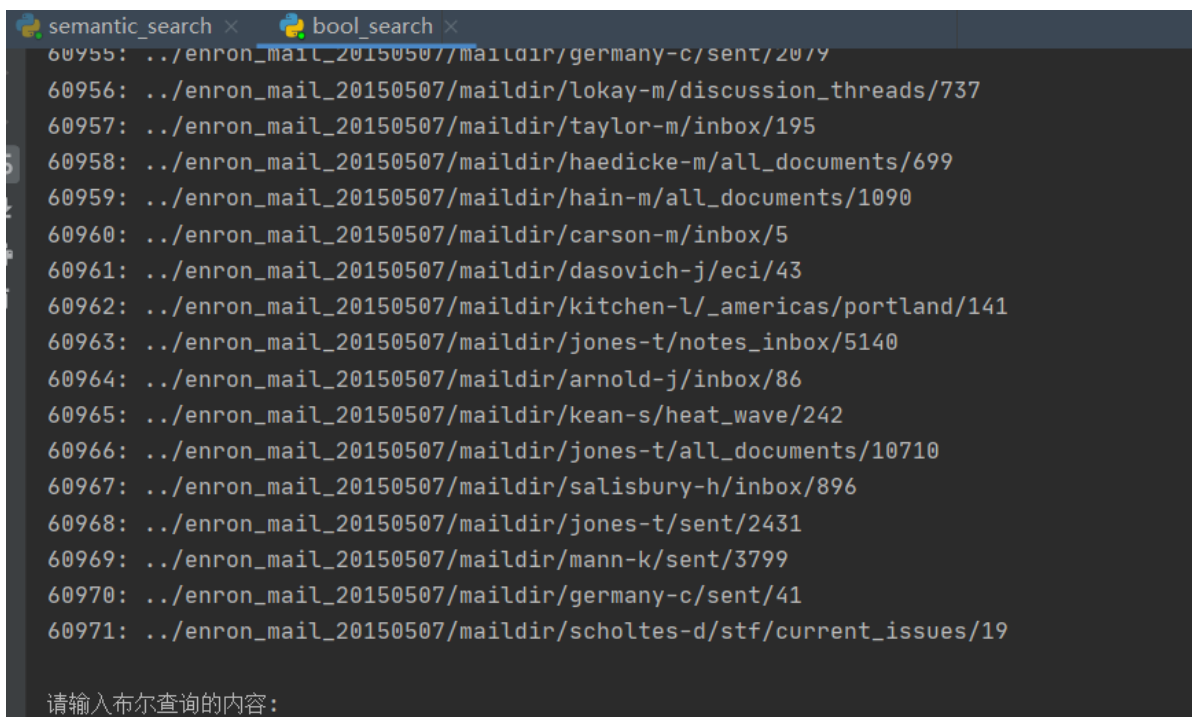 semantic_search × bool_search ×
60955: ../enron_mail_20150507/maildir/germany-c/sent/2079
60956: ../enron_mail_20150507/maildir/lokay-m/discussion_threads/737
60957: ../enron_mail_20150507/maildir/taylor-m/inbox/195
60958: ../enron_mail_20150507/maildir/haedicke-m/all_documents/699
60959: ../enron_mail_20150507/maildir/hain-m/all_documents/1090
60960: ../enron_mail_20150507/maildir/carson-m/inbox/5
60961: ../enron_mail_20150507/maildir/dasovich-j/eci/43
60962: ../enron_mail_20150507/maildir/kitchen-l/_americas/portland/141
60963: ../enron_mail_20150507/maildir/jones-t/notes_inbox/5140
60964: ../enron_mail_20150507/maildir/arnold-j/inbox/86
60965: ../enron_mail_20150507/maildir/kean-s/heat_wave/242
60966: ../enron_mail_20150507/maildir/jones-t/all_documents/10710
60967: ../enron_mail_20150507/maildir/salisbury-h/inbox/896
60968: ../enron_mail_20150507/maildir/jones-t/sent/2431
60969: ../enron_mail_20150507/maildir/mann-k/sent/3799
60970: ../enron_mail_20150507/maildir/germany-c/sent/41
60971: ../enron_mail_20150507/maildir/scholtes-d/stf/current_issues/19
请输入布尔查询的内容: